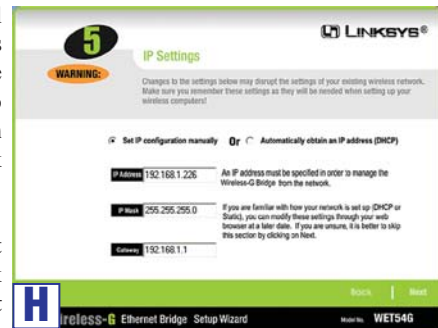 5
LINKSYS®
IP Settings
WARNING:
Changes to the settings below may disrupt the settings of your existing wireless network.
Make sure you remember these settings as they will be needed when setting up your
wireless computers!
Set IP configuration manually Or Automatically obtain an IP address (DHCP)
IP Address 192.168.1.226
An IP address must be specified in order to manage the
Wireless-G Bridge from the network.
IP Mask 255.255.255.0
If you are familiar with how your network is set up (DHCP or
Static), you can modify these settings through your web
browser at a later date. If you are unsure, it is better to skip
this section by clicking on Next.
Gateway 192.168.1.1
Back | Next
H
ireless-G Ethernet Bridge Setup Wizard
Model No. WET54G